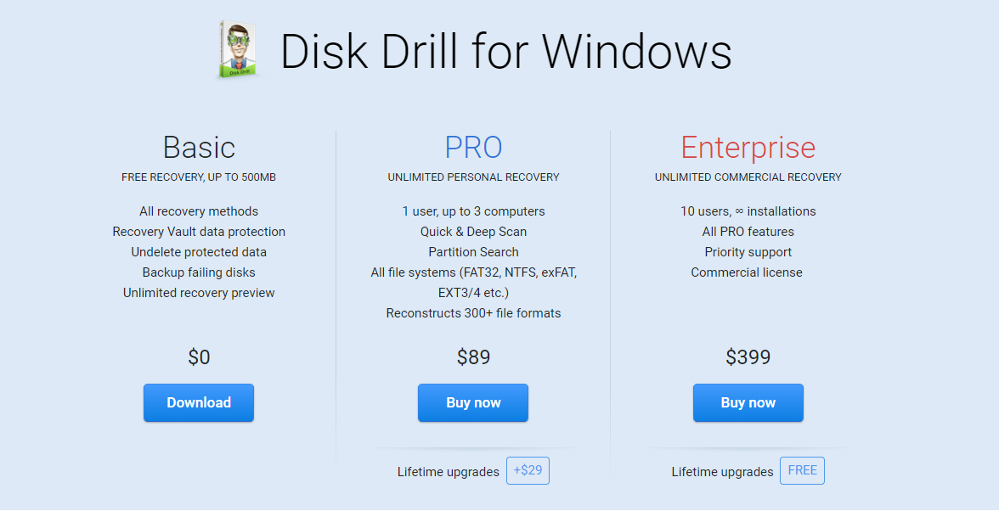 Disk Drill
Disk Drill for Windows
Basic
FREE RECOVERY, UP TO 500MB
All recovery methods
Recovery Vault data protection
Undelete protected data
Backup failing disks
Unlimited recovery preview
$0
Download
PRO
UNLIMITED PERSONAL RECOVERY
1 user, up to 3 computers
Quick & Deep Scan
Partition Search
All file systems (FAT32, NTFS, exFAT,
EXT3/4 etc.)
Reconstructs 300+ file formats
$89
Buy now
Lifetime upgrades +$29
Enterprise
UNLIMITED COMMERCIAL RECOVERY
10 users, ∞ installations
All PRO features
Priority support
Commercial license
$399
Buy now
Lifetime upgrades FREE